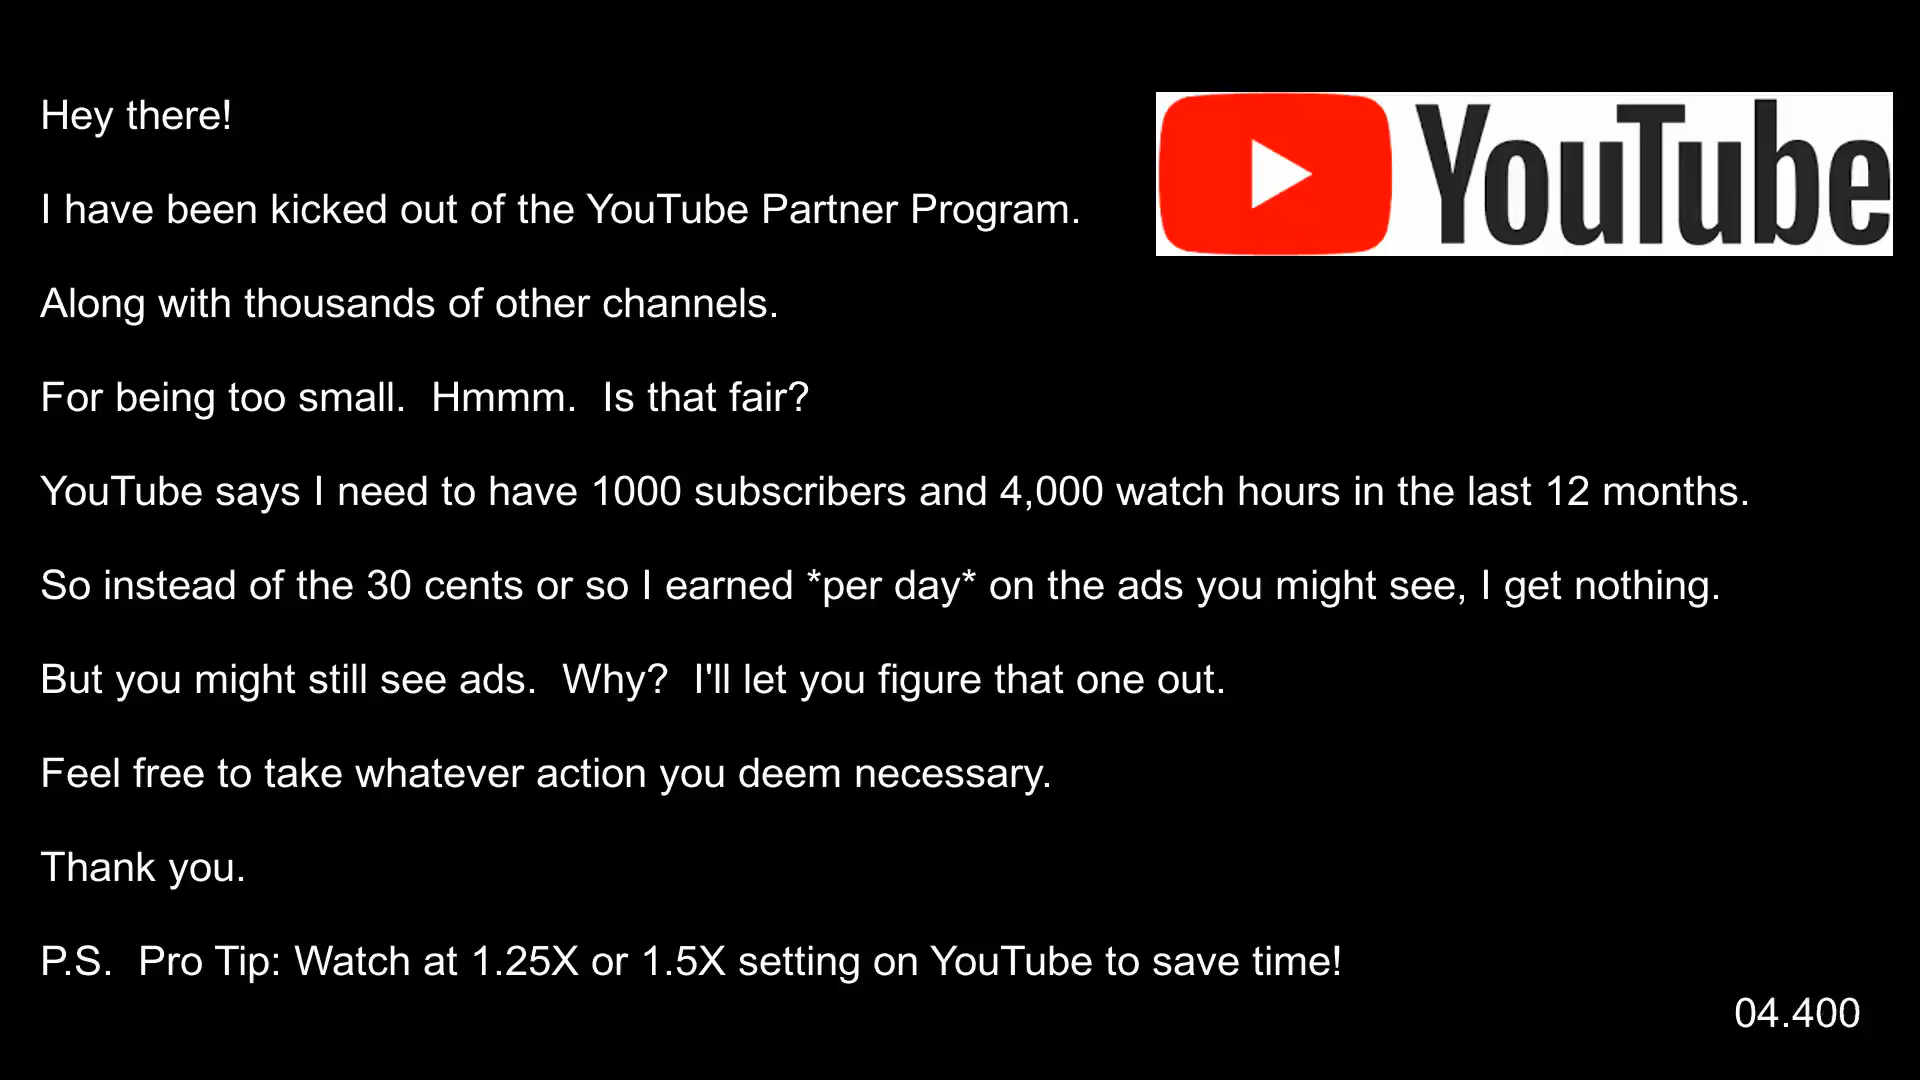 Hey there!
YouTube
I have been kicked out of the YouTube Partner Program.
Along with thousands of other channels.
For being too small.  Hmmm.  Is that fair?
YouTube says I need to have 1000 subscribers and 4,000 watch hours in the last 12 months.
So instead of the 30 cents or so I earned *per day* on the ads you might see, I get nothing.
But you might still see ads.  Why?  I'll let you figure that one out.
Feel free to take whatever action you deem necessary.
Thank you.
P.S.  Pro Tip: Watch at 1.25X or 1.5X setting on YouTube to save time!
04.400